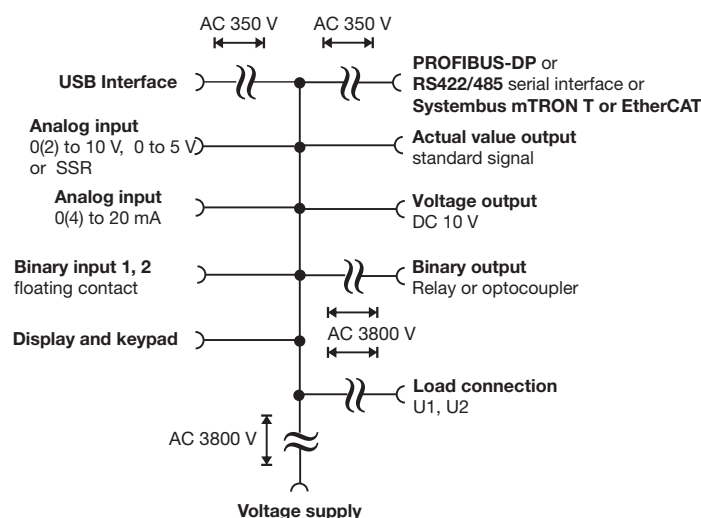 AC 350 V
AC 350 V
USB Interface
PROFIBUS-DP or
RS422/485 serial interface or
Systembus mTRON T or EtherCAT
Analog input
0(2) to 10 V, 0 to 5 V
or SSR
Actual value output
standard signal
Analog input
0(4) to 20 mA
Voltage output
DC 10 V
Binary input 1, 2
floating contact
Binary output
Relay or optocoupler
Display and keypad
AC 3800 V
Load connection
U1, U2
AC 3800 V
Voltage supply